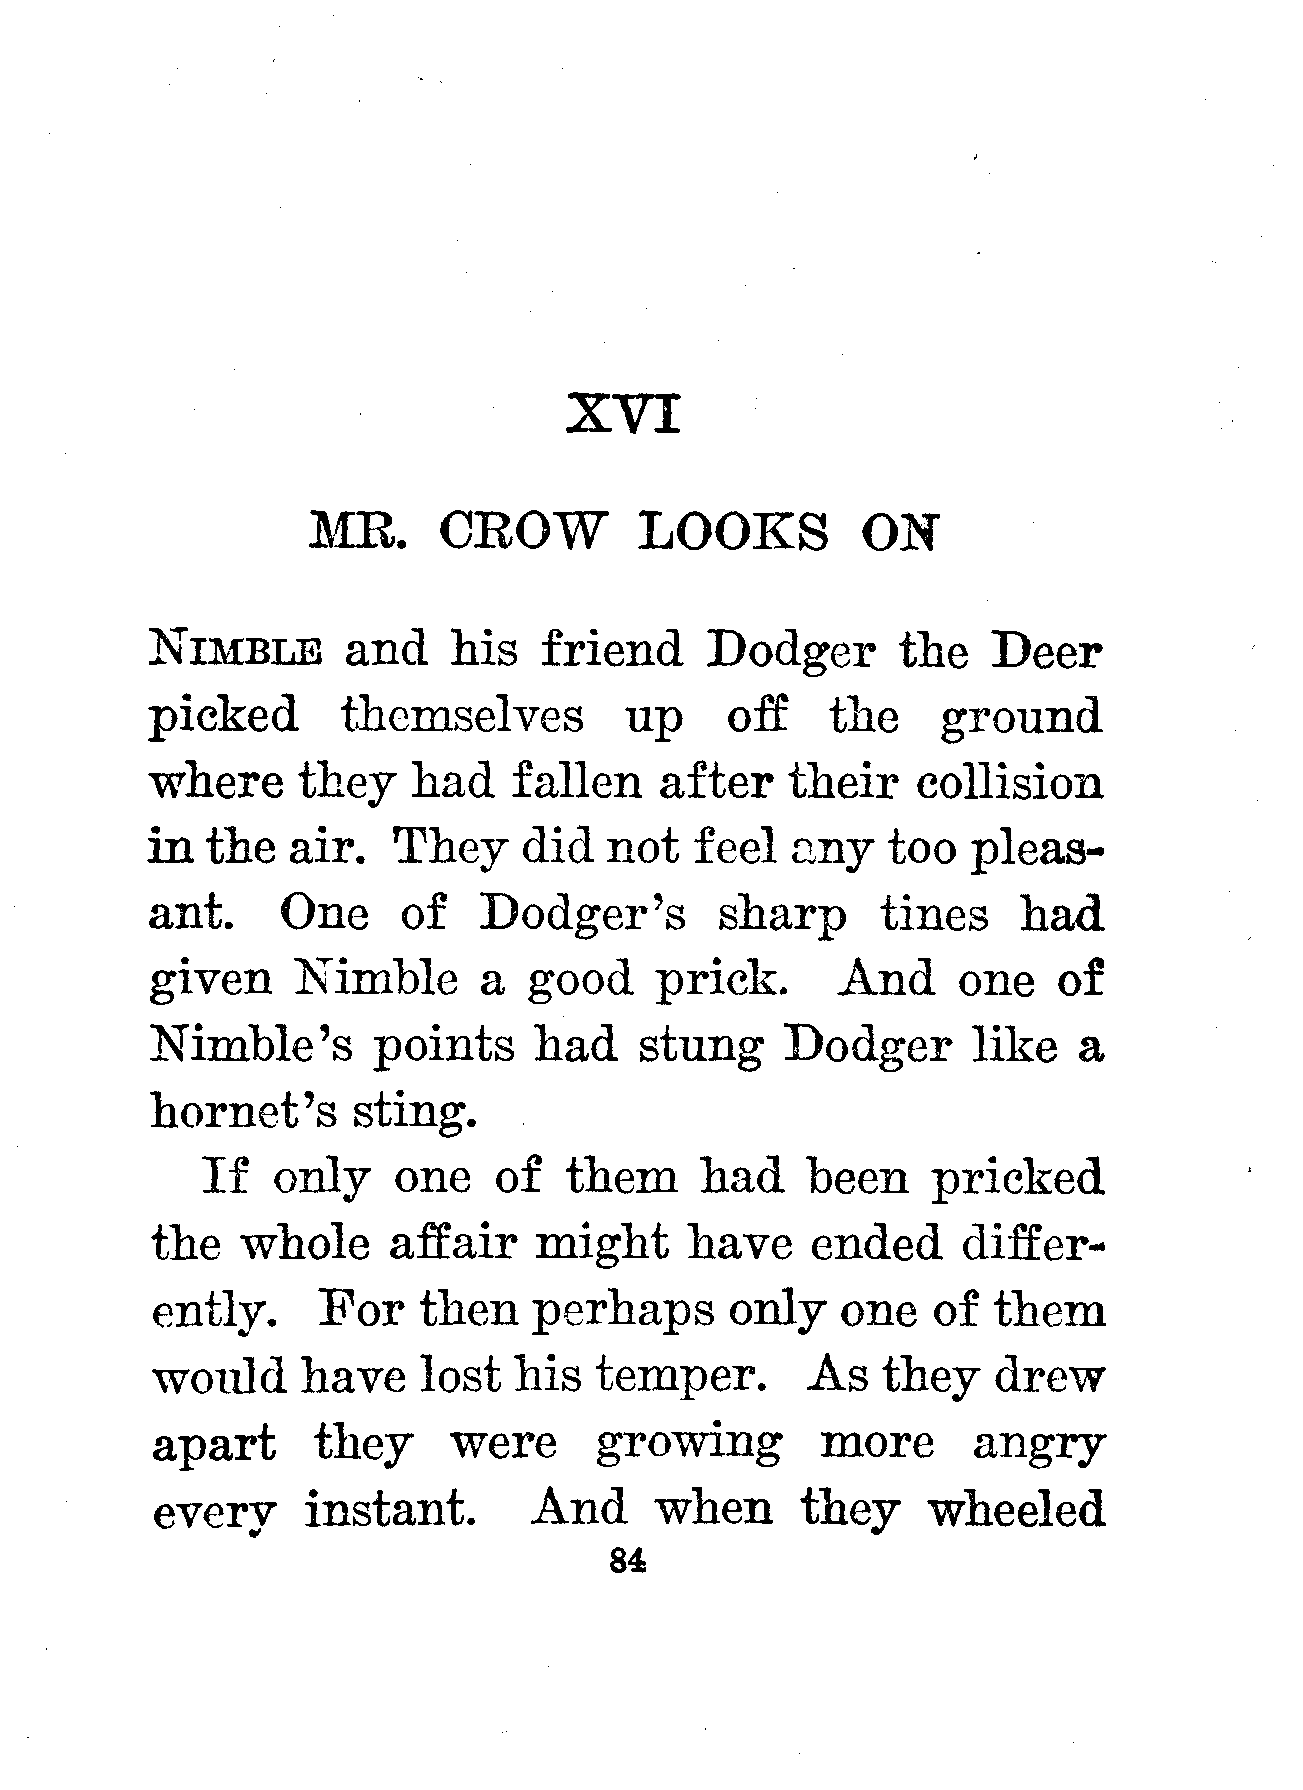 XVI
MR. CROW LOOKS ON
NIMBLE and his friend Dodger the Deer
picked themselves up off the ground
where they had fallen after their collision
in the air. They did not feel any too pleas-
ant. One of Dodger's sharp tines had
given Nimble a good prick. And one of
Nimble's points had stung Dodger like a
hornet's sting.
If only one of them had been pricked
the whole affair might have ended differ-
ently. For then perhaps only one of them
would have lost his temper. As they drew
apart they were growing more angry
every instant. And when they wheeled
84